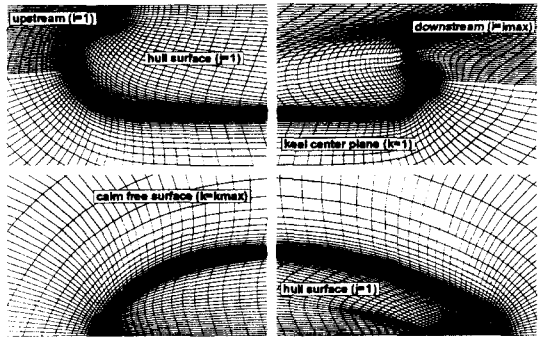 upstream (i=1)
downstream (i=imax)
hull surface (j=1)
keel center plane (k=1)
calm free surface (k=kmax)
hull surface (j=1)